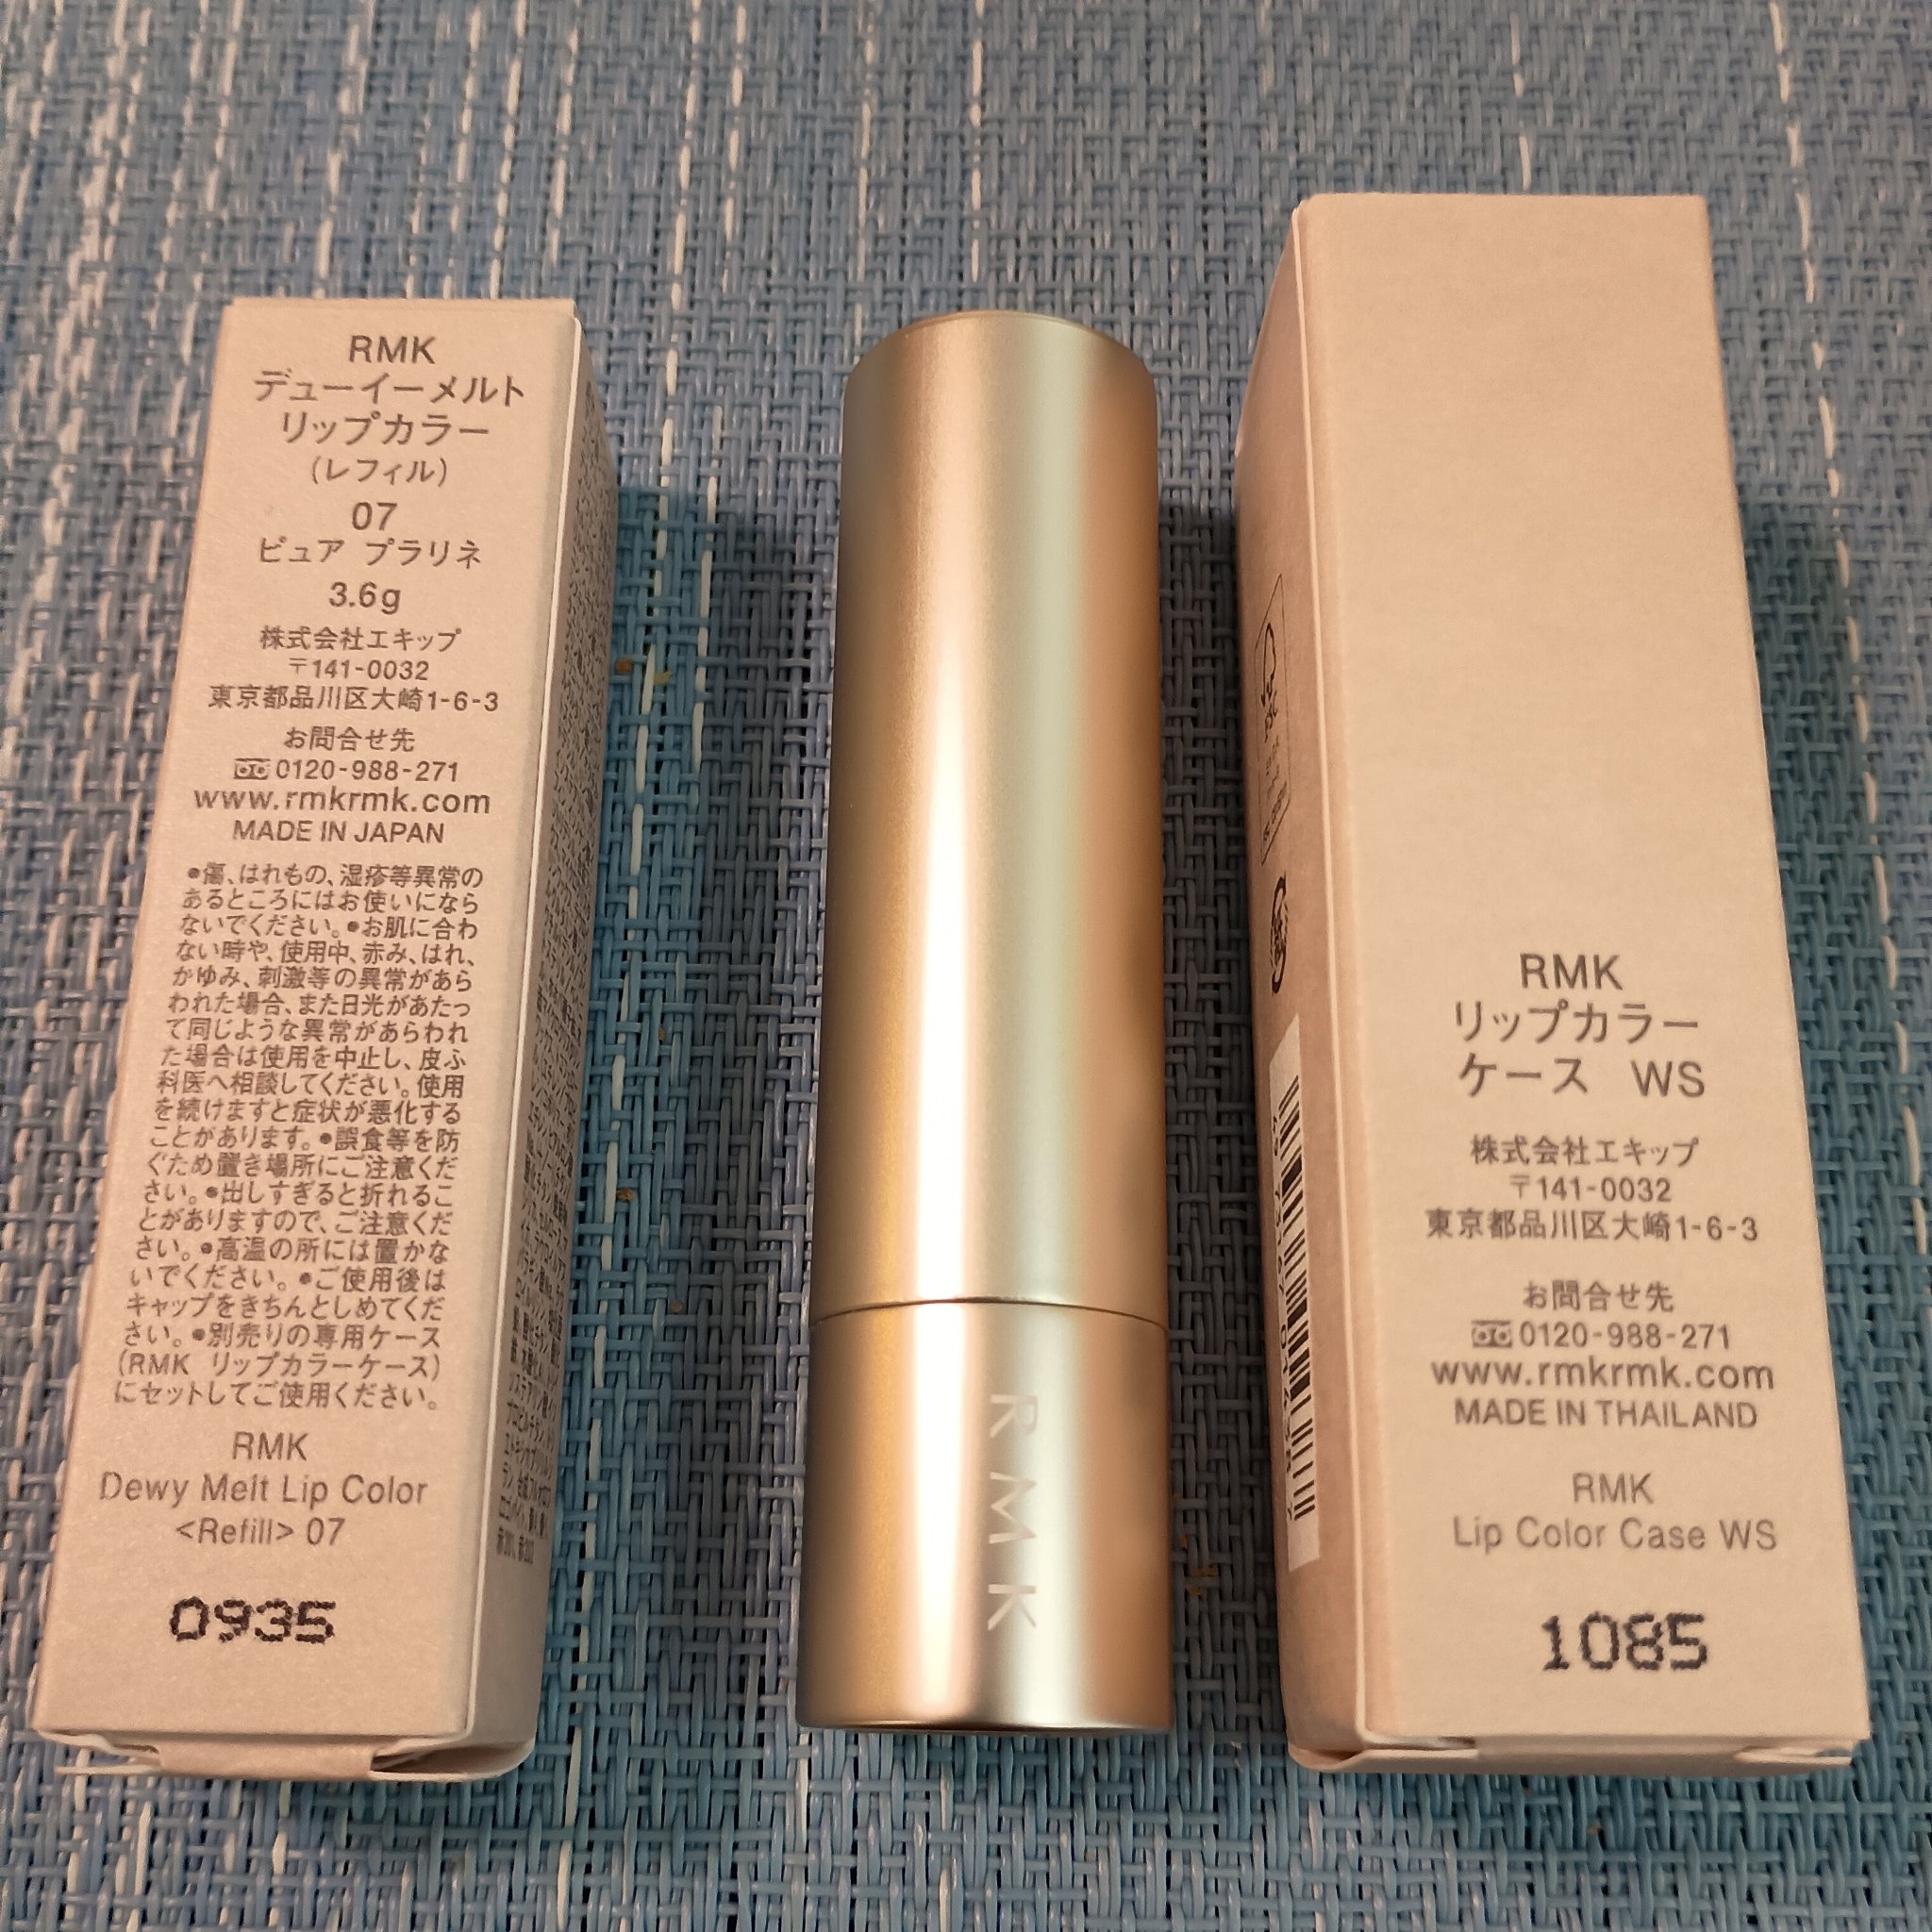 RMK
デューイーメルト
リップカラー
(レフィル)
07
ピュア プラリネ
3.6g
株式会社エキップ
〒141-0032
東京都品川区大崎1-6-3
お問合せ先
0120-988-271
www.rmkrmk.com
MADE IN JAPAN
●傷、はれもの、湿疹等異常の
あるところにはお使いになら
ないでください。●お肌に合わ
ない時や、使用中、赤み、はれ、
かゆみ、刺激等の異常があら
われた場合、また日光があたっ
て同じような異常があらわれ
た場合は使用を中止し、皮ふ
科医へ相談してください。使用
を続けますと症状が悪化する
ことがあります。●誤食等を防
ぐため置き場所にご注意くだ
さい。●出しすぎると折れるこ
とがありますので、ご注意くだ
さい。●高温の所には置かな
いでください。●ご使用後は
キャップをきちんとしめてくだ
さい。●別売りの専用ケース
(RMK リップカラーケース)
にセットしてご使用ください。
RMK
Dewy Melt Lip Color
<Refill> 07
0935
RMK
RMK
リップカラー
ケース WS
株式会社エキップ
〒141-0032
東京都品川区大崎1-6-3
お問合せ先
0120-988-271
www.rmkrmk.com
MADE IN THAILAND
RMK
Lip Color Case WS
1085